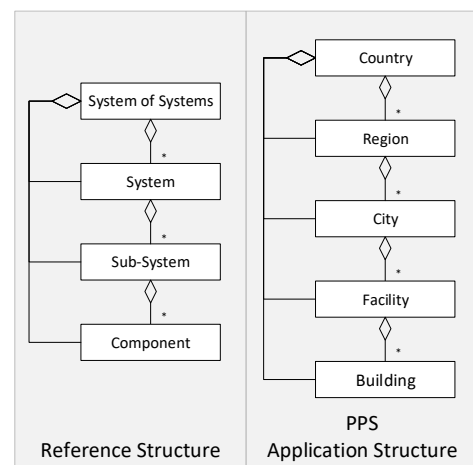 System of Systems
*
System
*
Sub-System
*
Component
Reference Structure
Country
*
Region
*
City
*
Facility
*
Building
PPS
Application Structure